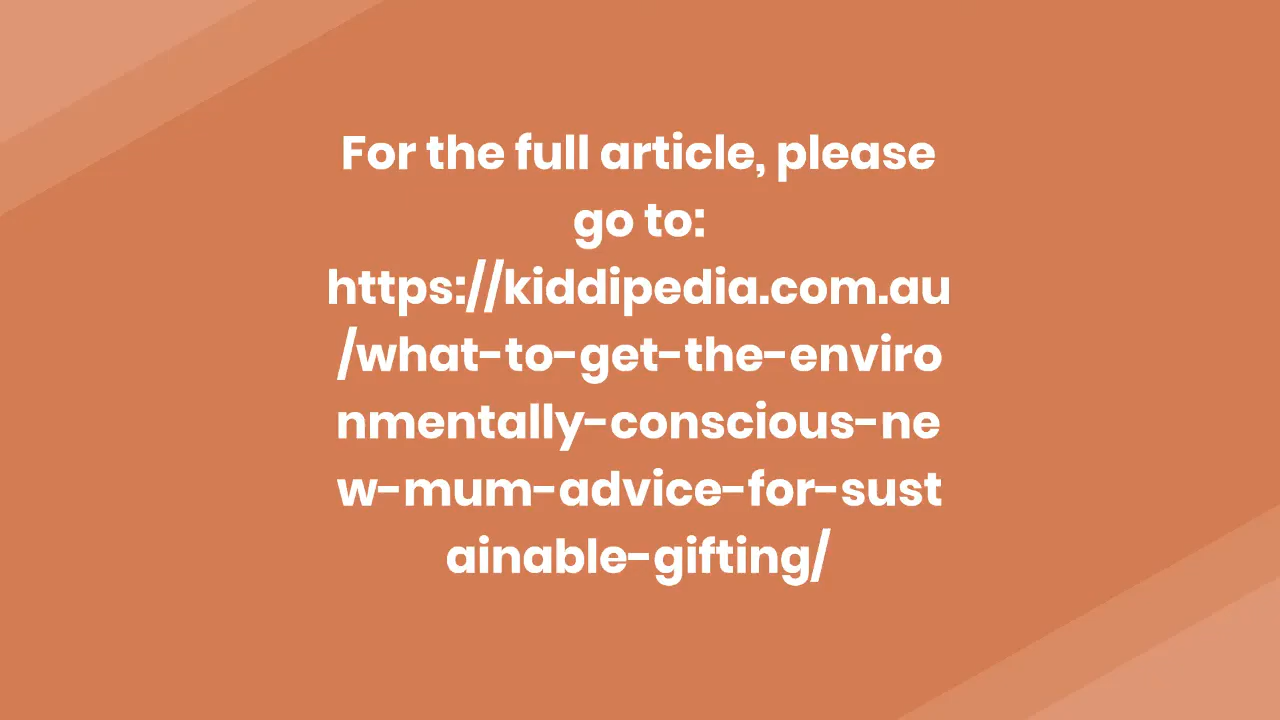 For the full article, please
go to:
https://kiddipedia.com.au
/what-to-get-the-enviro
nmentally-conscious-ne
w-mum-advice-for-sust
ainable-gifting/